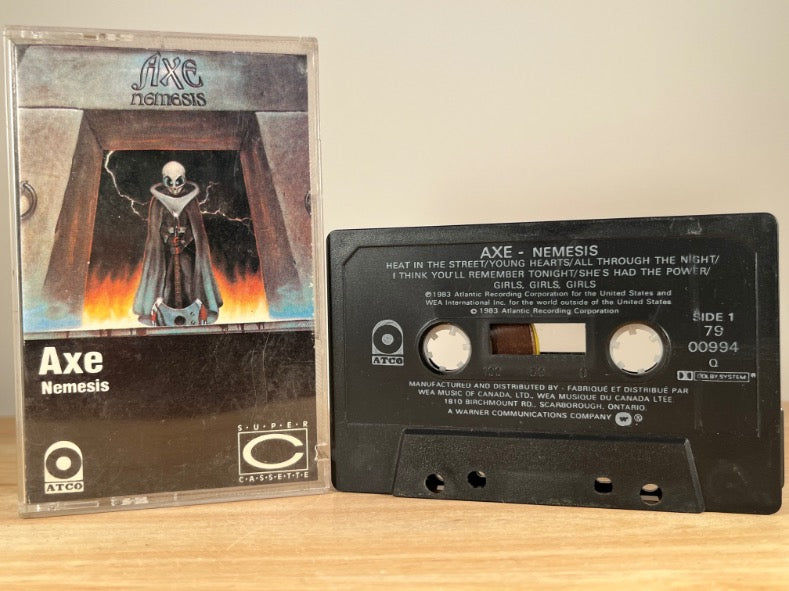 AXE
NEMESIS
Axe
Nemesis
ATCO
S·U·P·E·R
C
C·A·S·S·E·T·T·E
AXE - NEMESIS
HEAT IN THE STREET/YOUNG HEARTS/ALL THROUGH THE NIGHT/
I THINK YOU'LL REMEMBER TONIGHT/SHE'S HAD THE POWER/
GIRLS, GIRLS, GIRLS
℗1983 Atlantic Recording Corporation for the United States and
WEA International Inc. for the world outside of the United States
© 1983 Atlantic Recording Corporation
SIDE 1
79
00994
Q
DOLBY SYSTEM ®
ATCO
100 50 0
MANUFACTURED AND DISTRIBUTED BY - FABRIQUÉ ET DISTRIBUÉ PAR
WEA MUSIC OF CANADA, LTD., WEA MUSIQUE DU CANADA LTÉE
1810 BIRCHMOUNT RD., SCARBOROUGH, ONTARIO.
A WARNER COMMUNICATIONS COMPANY ®